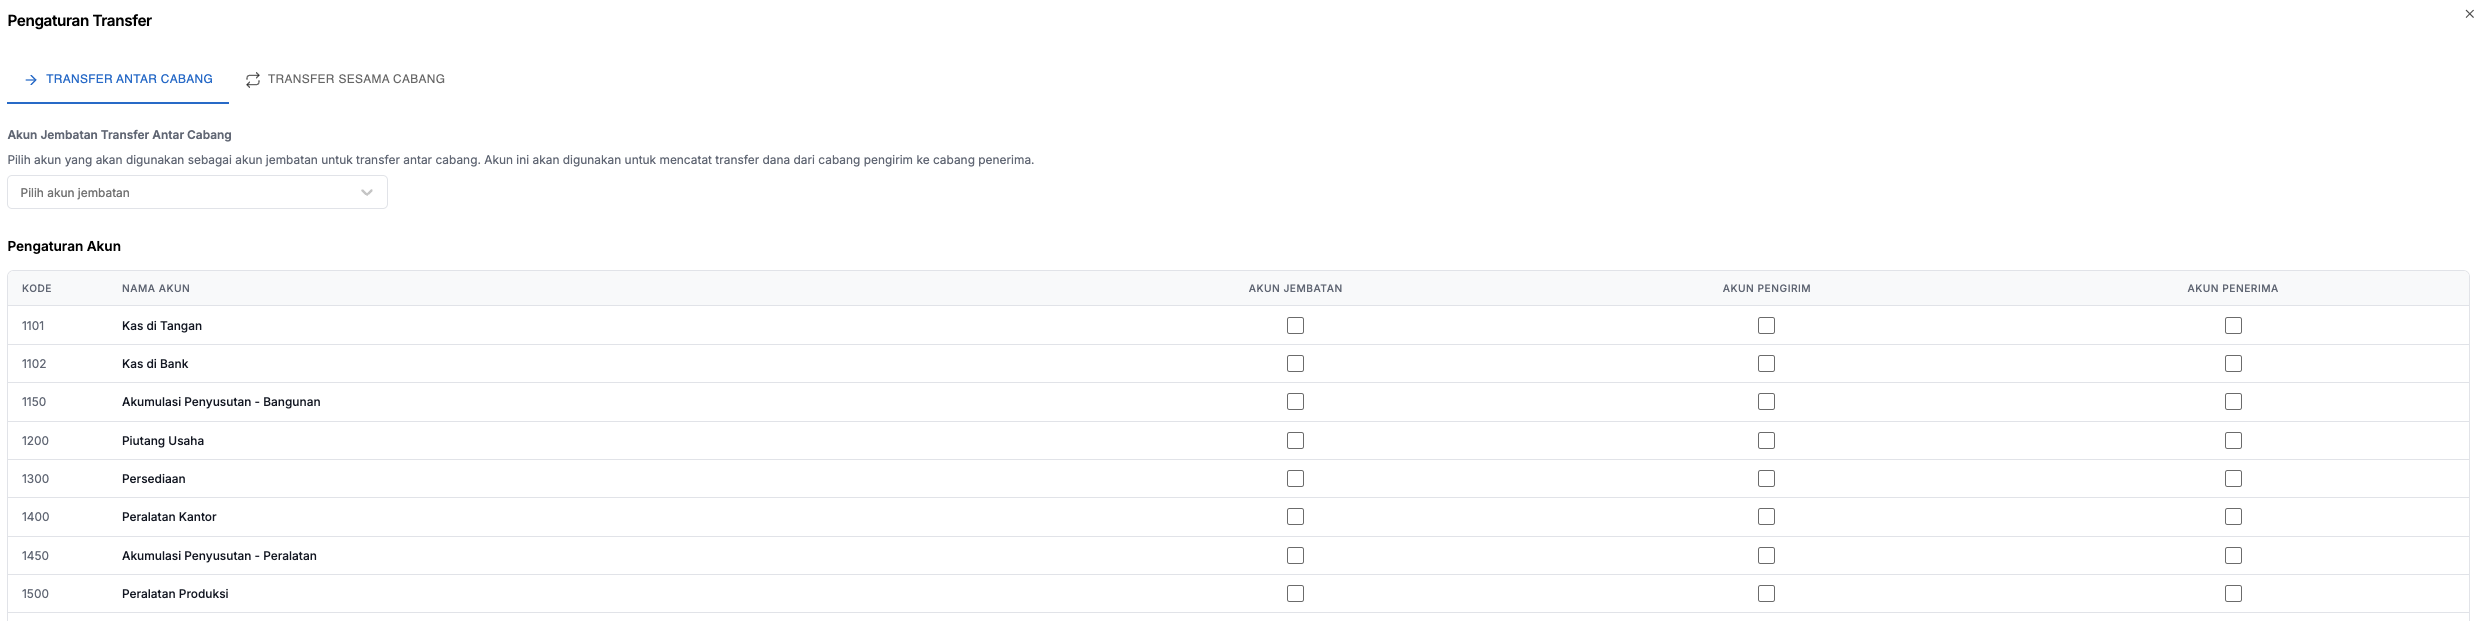 Pengaturan Transfer
TRANSFER ANTAR CABANG TRANSFER SESAMA CABANG
Akun Jembatan Transfer Antar Cabang
Pilih akun yang akan digunakan sebagai akun jembatan untuk transfer antar cabang. Akun ini akan digunakan untuk mencatat transfer dana dari cabang pengirim ke cabang penerima.
Pilih akun jembatan
Pengaturan Akun
KODE NAMA AKUN AKUN JEMBATAN AKUN PENGIRIM AKUN PENERIMA
1101 Kas di Tangan
1102 Kas di Bank
1150 Akumulasi Penyusutan - Bangunan
1200 Piutang Usaha
1300 Persediaan
1400 Peralatan Kantor
1450 Akumulasi Penyusutan - Peralatan
1500 Peralatan Produksi